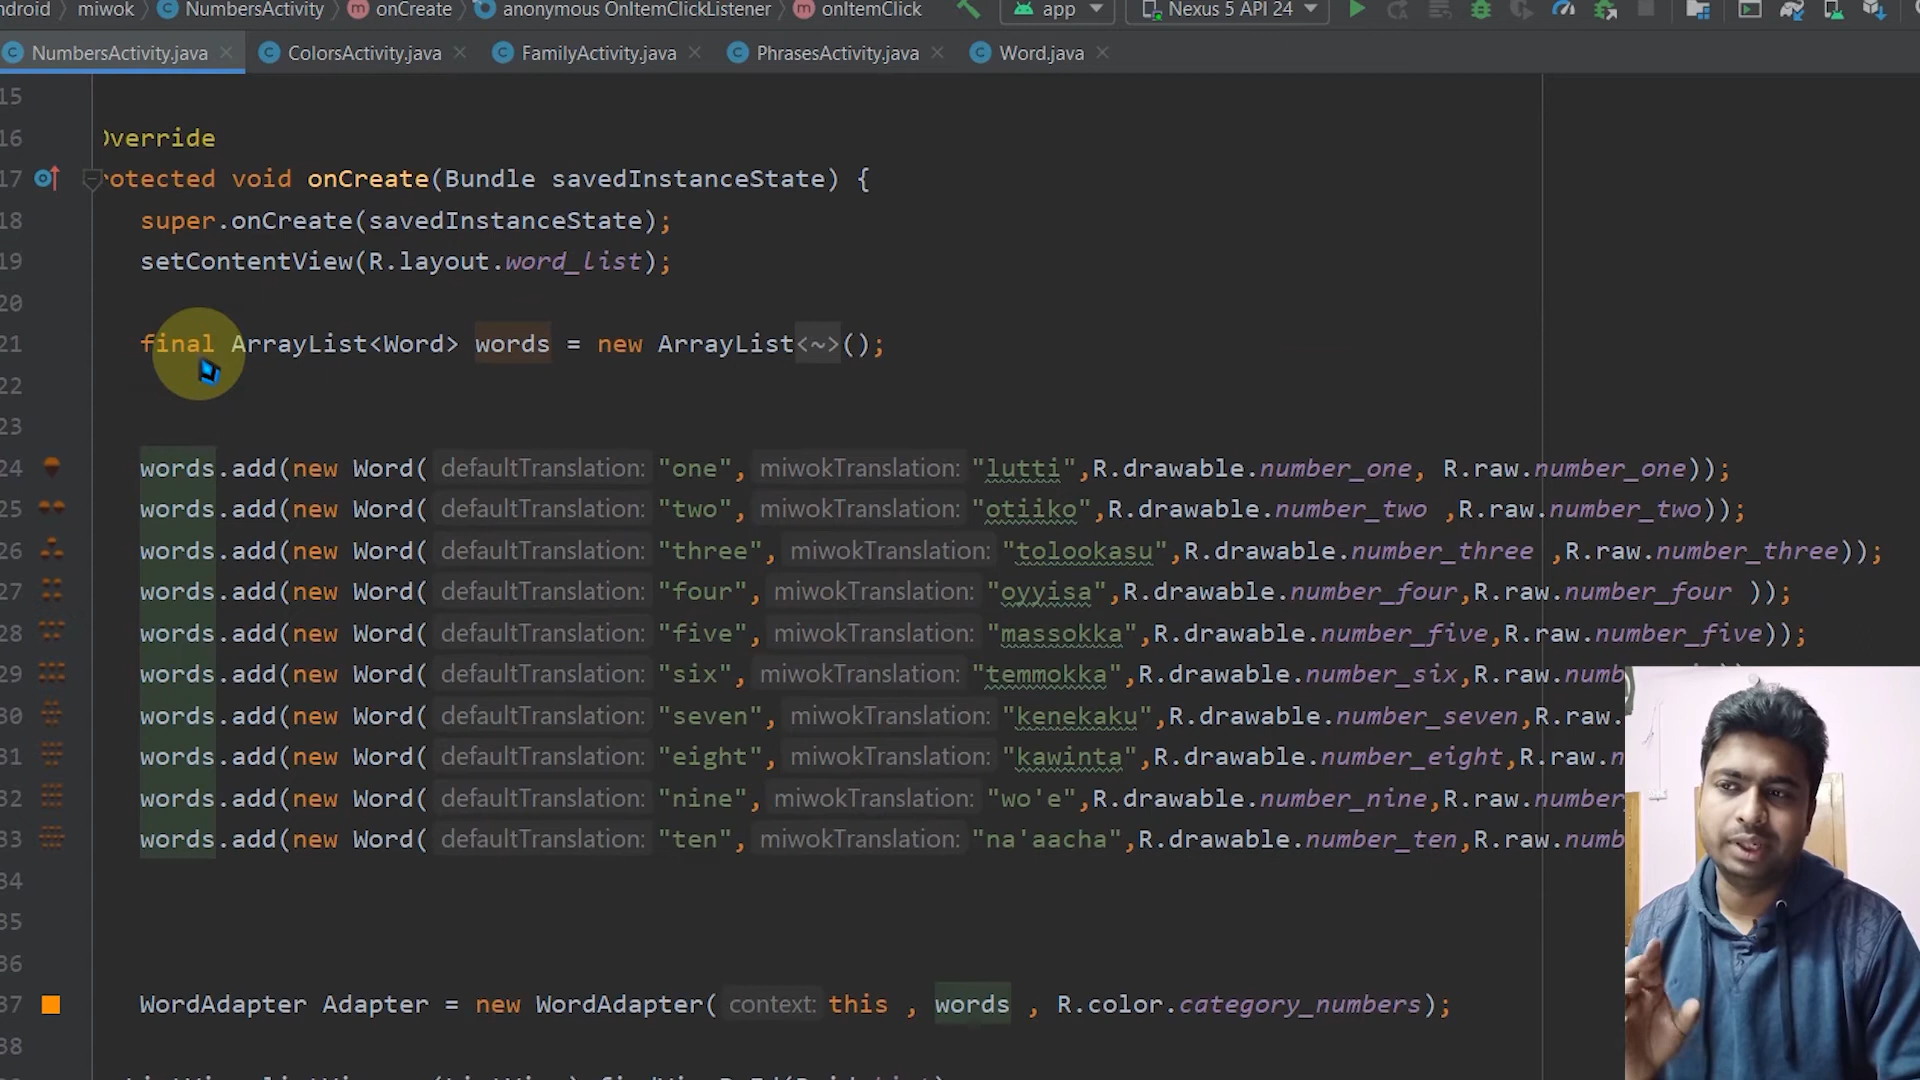 ndroid miwok NumbersActivity onCreate anonymous OnItemClickListener onItemClick app Nexus 5 API 24
NumbersActivity.java ColorsActivity.java FamilyActivity.java PhrasesActivity.java Word.java
15
16 Override
17 rotected void onCreate(Bundle savedInstanceState) {
18 super.onCreate(savedInstanceState);
19 setContentView(R.layout.word_list);
20
21 final ArrayList<Word> words = new ArrayList<~>();
22
23
24 words.add(new Word( defaultTranslation: "one", miwokTranslation: "lutti",R.drawable.number_one, R.raw.number_one));
25 words.add(new Word( defaultTranslation: "two", miwokTranslation: "otiiko",R.drawable.number_two ,R.raw.number_two));
26 words.add(new Word( defaultTranslation: "three", miwokTranslation: "tolookasu",R.drawable.number_three ,R.raw.number_three));
27 words.add(new Word( defaultTranslation: "four", miwokTranslation: "oyyisa",R.drawable.number_four,R.raw.number_four ));
28 words.add(new Word( defaultTranslation: "five", miwokTranslation: "massokka",R.drawable.number_five,R.raw.number_five));
29 words.add(new Word( defaultTranslation: "six", miwokTranslation: "temmokka",R.drawable.number_six,R.raw.numb
30 words.add(new Word( defaultTranslation: "seven", miwokTranslation: "kenekaku",R.drawable.number_seven,R.raw.
31 words.add(new Word( defaultTranslation: "eight", miwokTranslation: "kawinta",R.drawable.number_eight,R.raw.n
32 words.add(new Word( defaultTranslation: "nine", miwokTranslation: "wo'e",R.drawable.number_nine,R.raw.number
33 words.add(new Word( defaultTranslation: "ten", miwokTranslation: "na'aacha",R.drawable.number_ten,R.raw.numb
34
35
36
37 WordAdapter Adapter = new WordAdapter( context: this , words , R.color.category_numbers);
38